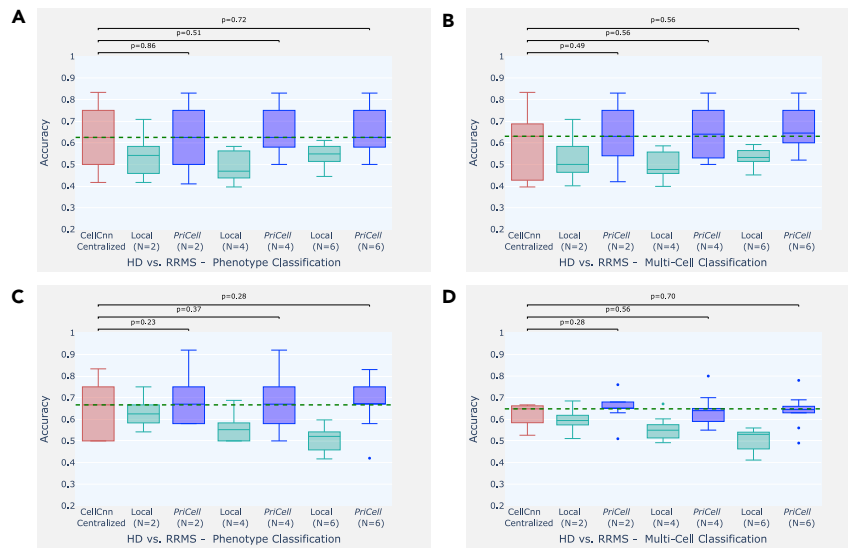 A
p=0.72
p=0.51
p=0.86
1
0.9
0.8
0.7
0.6
0.5
0.4
0.3
0.2
Accuracy
CellCnn Local PriCell Local PriCell Local PriCell
Centralized (N=2) (N=2) (N=4) (N=4) (N=6) (N=6)
HD vs. RRMS – Phenotype Classification
B
p=0.56
p=0.56
p=0.49
1
0.9
0.8
0.7
0.6
0.5
0.4
0.3
0.2
Accuracy
CellCnn Local PriCell Local PriCell Local PriCell
Centralized (N=2) (N=2) (N=4) (N=4) (N=6) (N=6)
HD vs. RRMS – Multi-Cell Classification
C
p=0.28
p=0.37
p=0.23
1
0.9
0.8
0.7
0.6
0.5
0.4
0.3
0.2
Accuracy
CellCnn Local PriCell Local PriCell Local PriCell
Centralized (N=2) (N=2) (N=4) (N=4) (N=6) (N=6)
HD vs. RRMS – Phenotype Classification
D
p=0.70
p=0.56
p=0.28
1
0.9
0.8
0.7
0.6
0.5
0.4
0.3
0.2
Accuracy
CellCnn Local PriCell Local PriCell Local PriCell
Centralized (N=2) (N=2) (N=4) (N=4) (N=6) (N=6)
HD vs. RRMS – Multi-Cell Classification